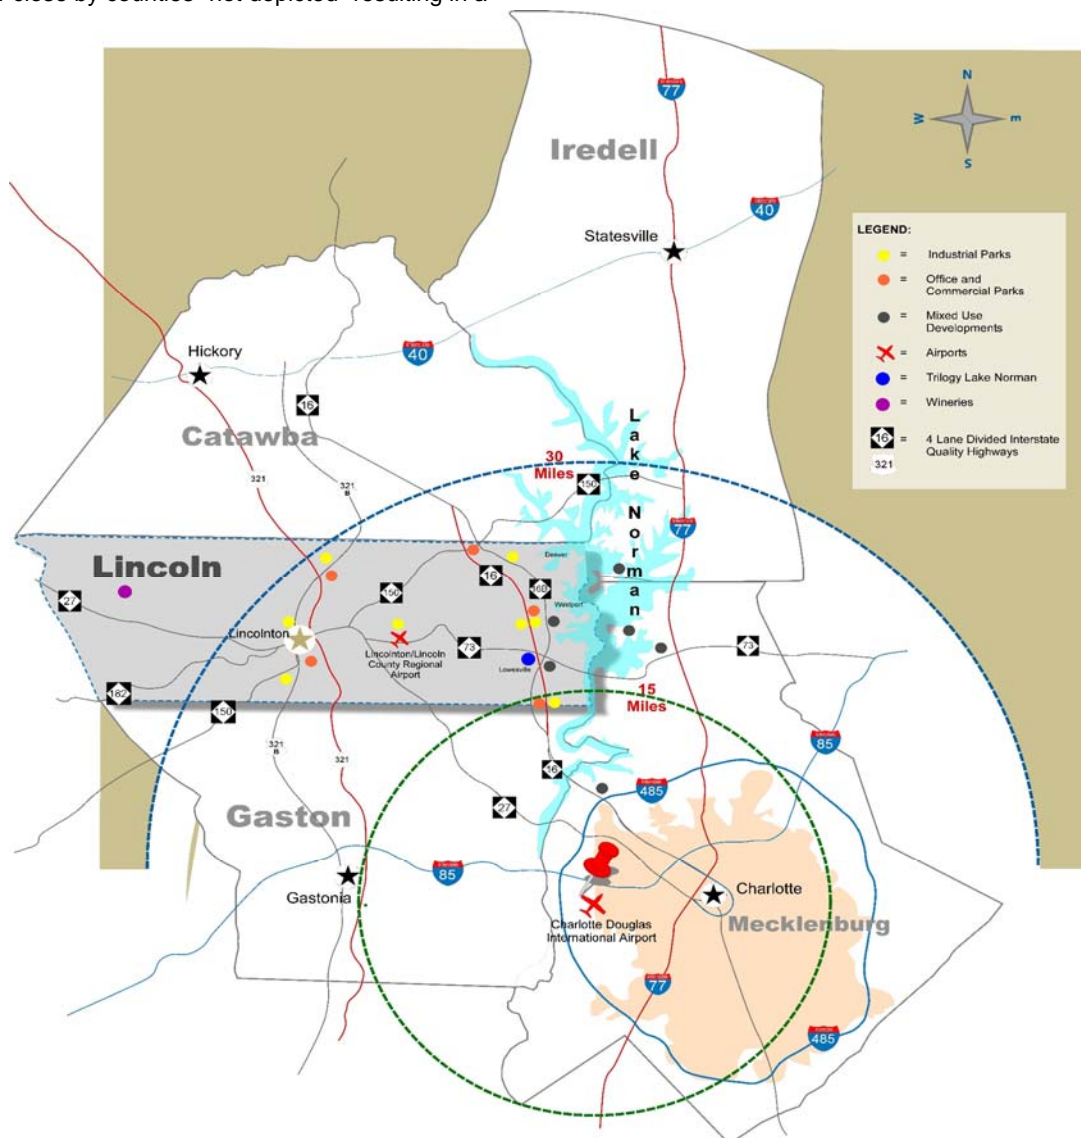 close by counties not depicted resulting in a
N
W
m
S
77
INTERSTATE
Iredell
40
Statesville
LEGEND:
= Industrial Parks
= Office and
Commercial Parks
= Mixed Use
Developments
= Airports
= Trilogy Lake Norman
= Wineries
16 = 4 Lane Divided Interstate
321 Quality Highways
Hickory
40
16
Catawba
Lake Norman
30
Miles
321
321
B
150
77
Lincoln
Denver
16
16B
150
27
Westport
Lincolnton
Lincolnton/Lincoln
County Regional
Airport
73
73
Lowesville
182
150
15
Miles
321
B
321
16
85
485
27
Gaston
85
Gastonia
Charlotte
Mecklenburg
Charlotte Douglas
International Airport
77
485